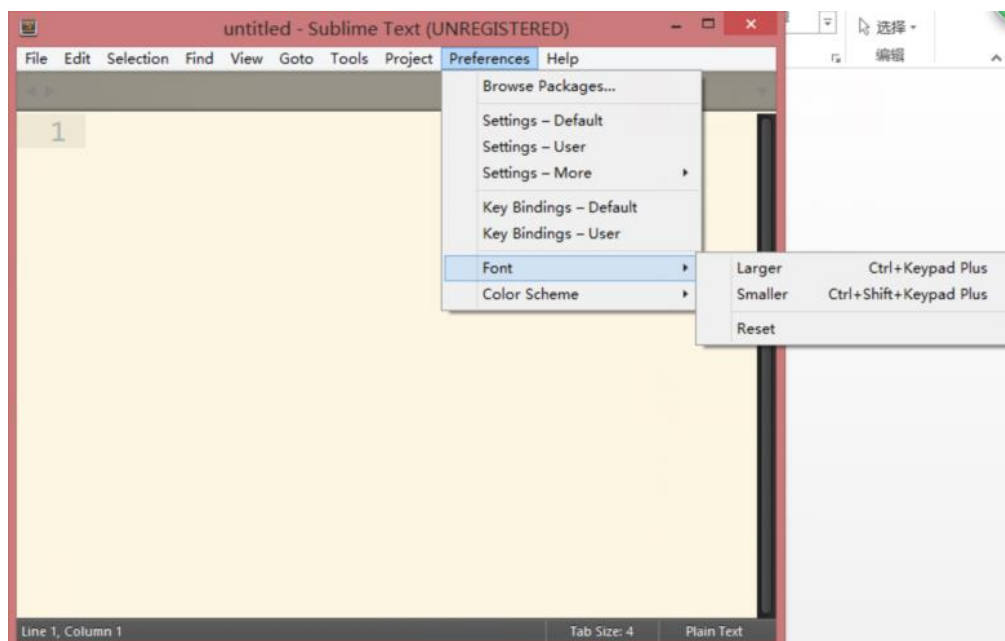 untitled - Sublime Text (UNREGISTERED)
选择
编辑
File Edit Selection Find View Goto Tools Project Preferences Help
Browse Packages...
Settings – Default
Settings – User
Settings – More
Key Bindings – Default
Key Bindings – User
Font
Color Scheme
Larger Ctrl+Keypad Plus
Smaller Ctrl+Shift+Keypad Plus
Reset
1
Line 1, Column 1 Tab Size: 4 Plain Text